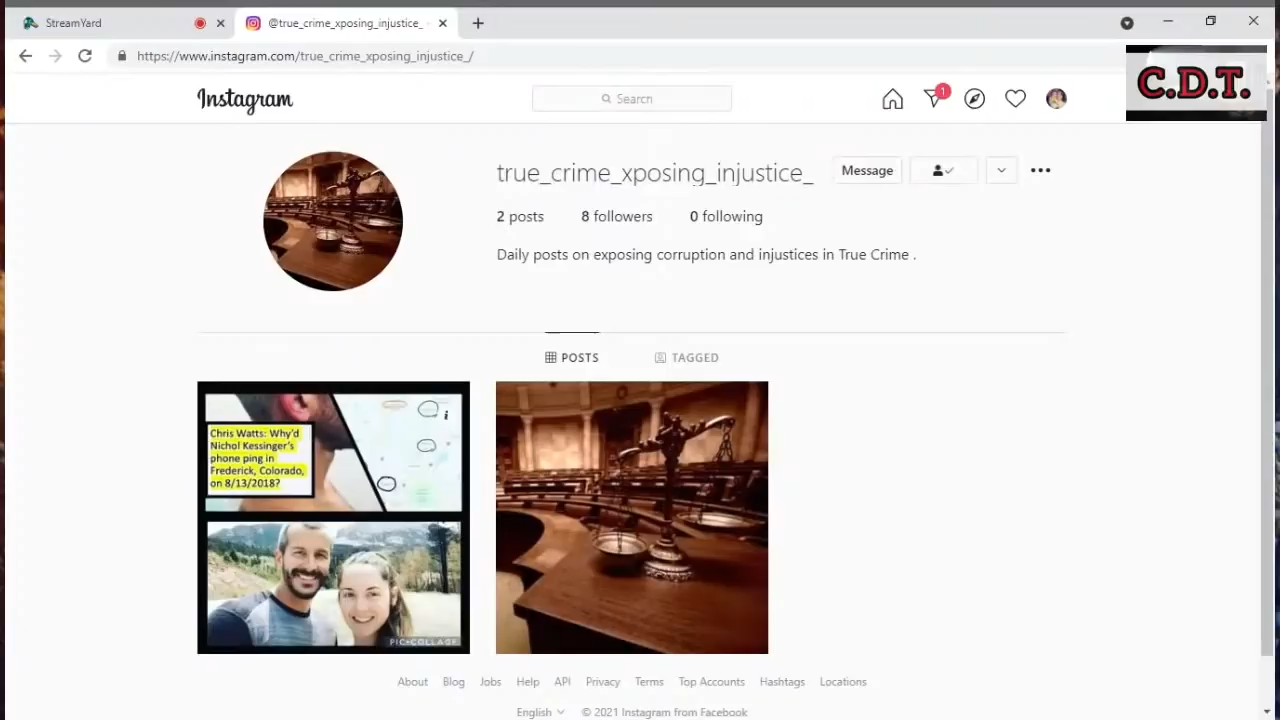 StreamYard
@true_crime_xposing_injustice_
https://www.instagram.com/true_crime_xposing_injustice_/
C.D.T.
Instagram
Search
1
true_crime_xposing_injustice_
Message
2 posts 8 followers 0 following
Daily posts on exposing corruption and injustices in True Crime .
POSTS
TAGGED
Chris Watts: Why'd
Nichol Kessinger's
phone ping in
Frederick, Colorado,
on 8/13/2018?
i
PIC•COLLAGE
About Blog Jobs Help API Privacy Terms Top Accounts Hashtags Locations
English © 2021 Instagram from Facebook